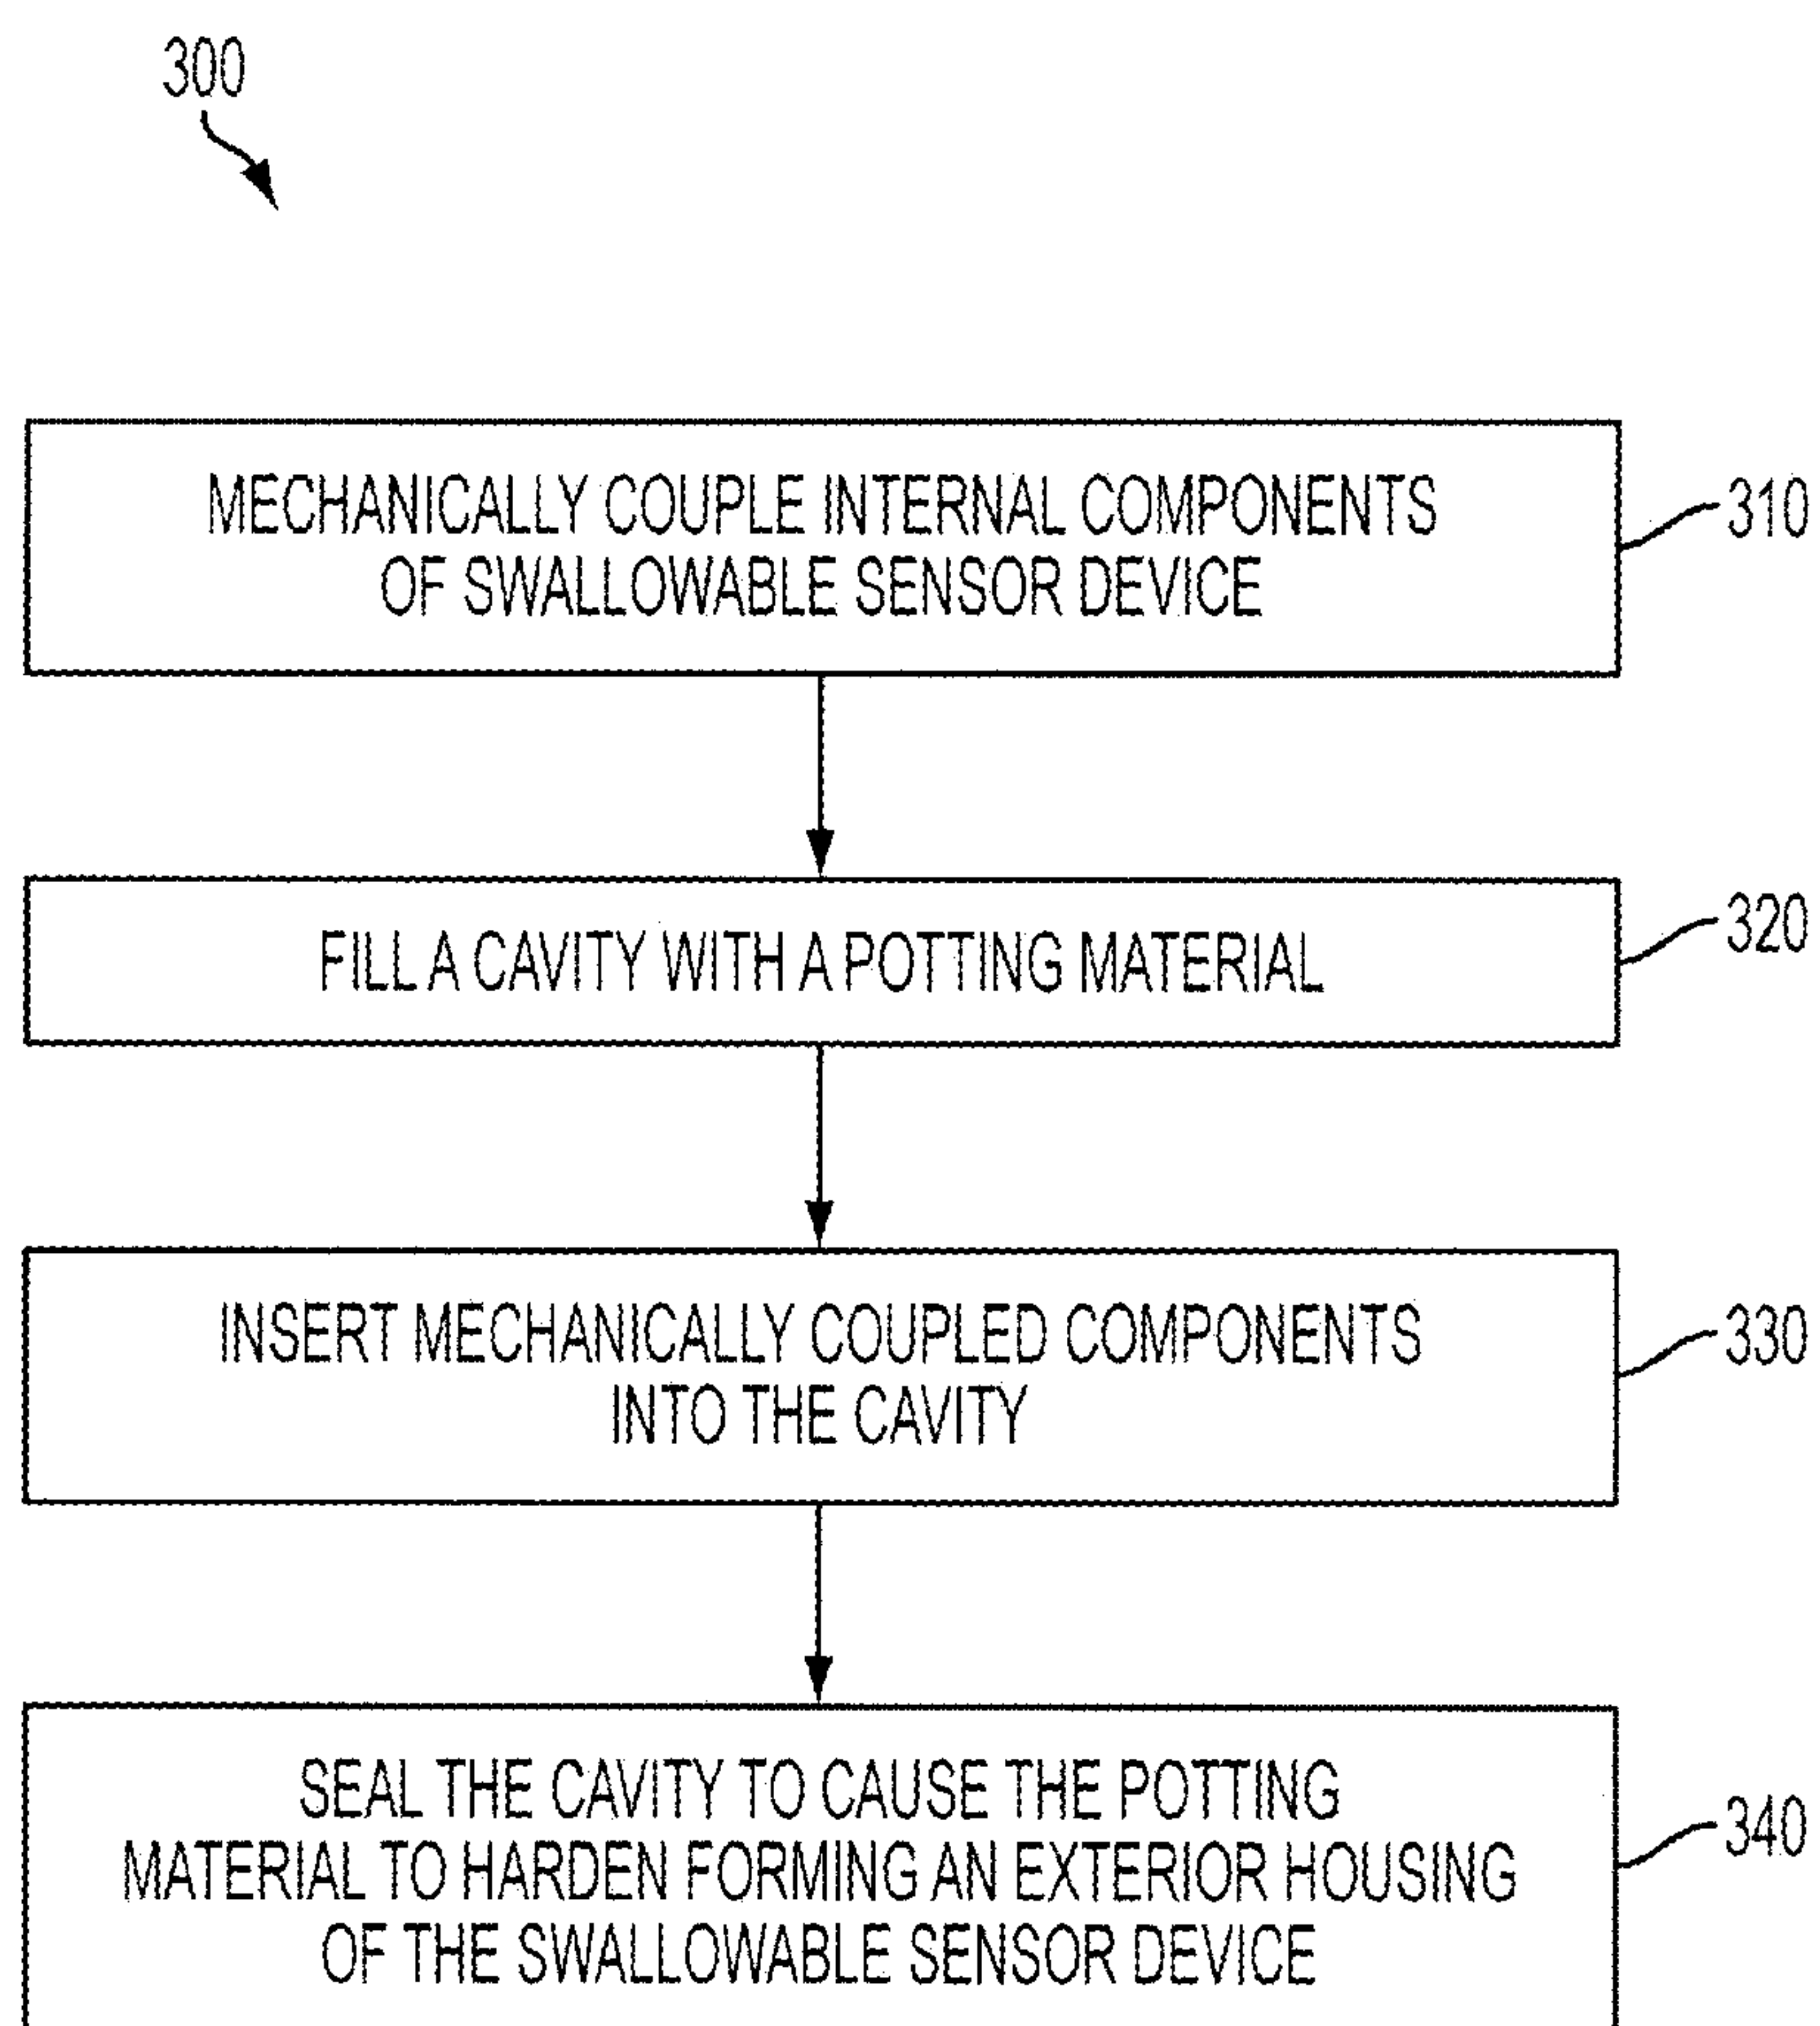 300
MECHANICALLY COUPLE INTERNAL COMPONENTS
OF SWALLOWABLE SENSOR DEVICE
310
FILL A CAVITY WITH A POTTING MATERIAL
320
INSERT MECHANICALLY COUPLED COMPONENTS
INTO THE CAVITY
330
SEAL THE CAVITY TO CAUSE THE POTTING
MATERIAL TO HARDEN FORMING AN EXTERIOR HOUSING
OF THE SWALLOWABLE SENSOR DEVICE
340